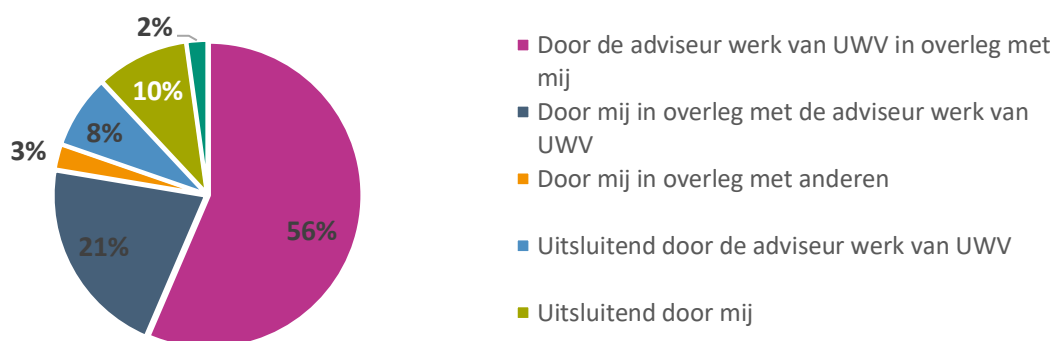 2%
10%
8%
3%
21%
56%
Door de adviseur werk van UWV in overleg met
mij
Door mij in overleg met de adviseur werk van
UWV
Door mij in overleg met anderen
Uitsluitend door de adviseur werk van UWV
Uitsluitend door mij